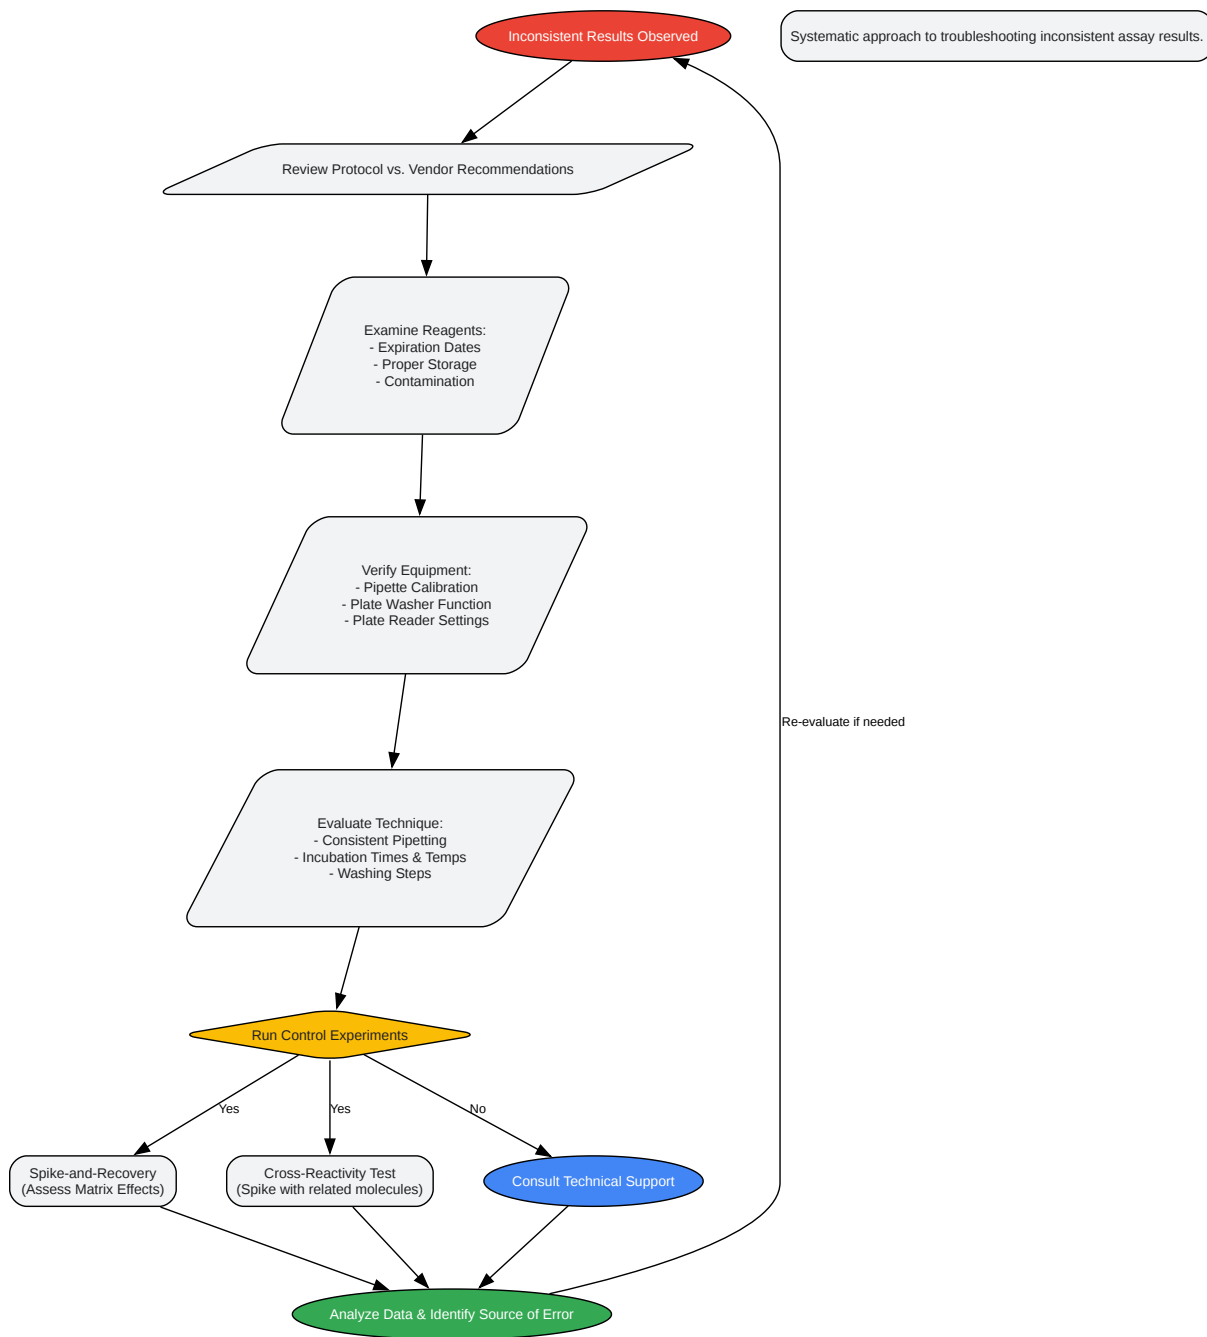 Inconsistent Results Observed
Systematic approach to troubleshooting inconsistent assay results.
Review Protocol vs. Vendor Recommendations
Examine Reagents:
- Expiration Dates
- Proper Storage
- Contamination
Verify Equipment:
- Pipette Calibration
- Plate Washer Function
- Plate Reader Settings
Re-evaluate if needed
Evaluate Technique:
- Consistent Pipetting
- Incubation Times & Temps
- Washing Steps
Run Control Experiments
Yes
Yes
No
Spike-and-Recovery
(Assess Matrix Effects)
Cross-Reactivity Test
(Spike with related molecules)
Consult Technical Support
Analyze Data & Identify Source of Error